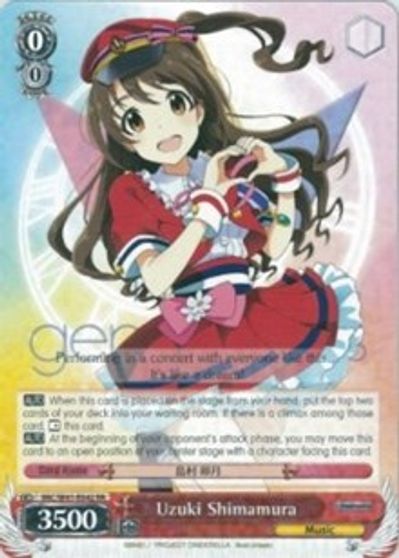 0
0
Performing in a concert with everyone like this...
It's like a dream!
AUTO When this card is placed on the stage from your hand, put the top two
cards of your deck into your waiting room. If there is a climax among those
cards, this card.
AUTO At the beginning of your opponent's attack phase, you may move this
card to an open position of your center stage with a character facing this card.
Card Name 島村 卯月
3500
Uzuki Shimamura
Music
PROJECT CINDERELLA